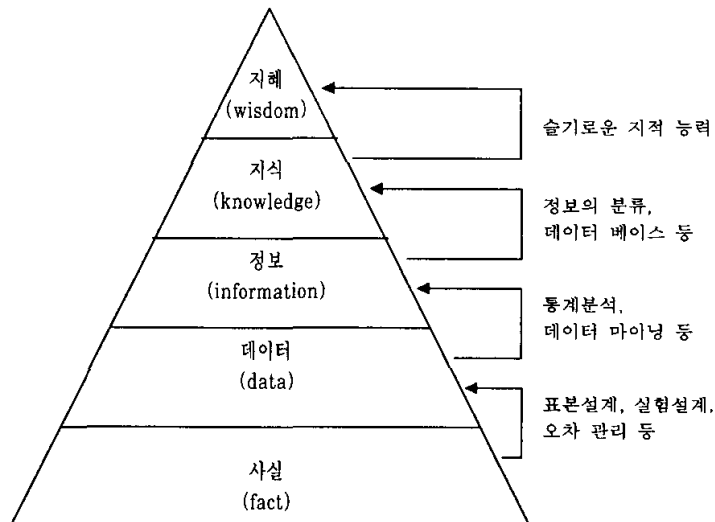 지혜
(wisdom)
슬기로운 지적 능력
지식
(knowledge)
정보의 분류,
데이터 베이스 등
정보
(information)
통계분석,
데이터 마이닝 등
데이터
(data)
표본설계, 실험설계,
오차 관리 등
사실
(fact)